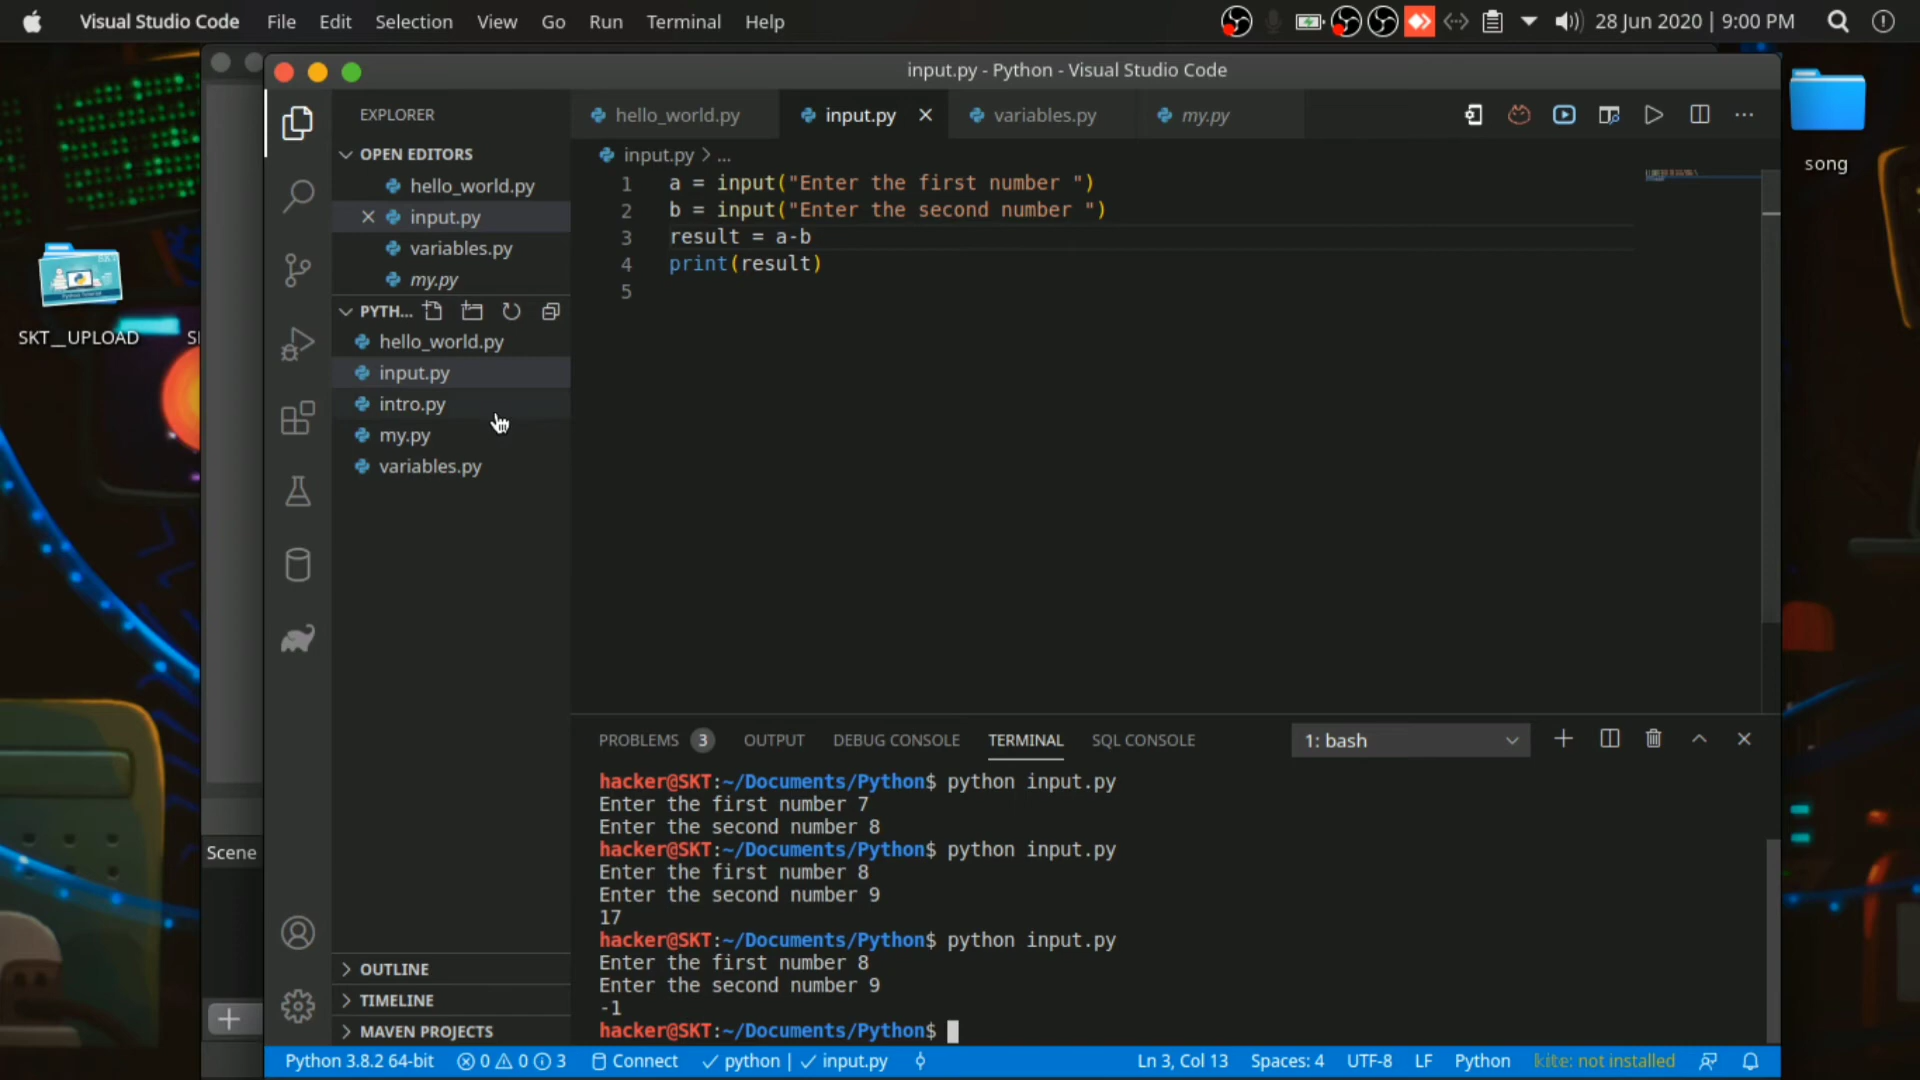 Visual Studio Code File Edit Selection View Go Run Terminal Help 28 Jun 2020 | 9:00 PM
input.py - Python - Visual Studio Code
EXPLORER
hello_world.py input.py variables.py my.py
OPEN EDITORS
hello_world.py
input.py
variables.py
my.py
PYTH...
hello_world.py
input.py
intro.py
my.py
variables.py
OUTLINE
TIMELINE
MAVEN PROJECTS
input.py > ...
1 a = input("Enter the first number ")
2 b = input("Enter the second number ")
3 result = a-b
4 print(result)
5
PROBLEMS 3 OUTPUT DEBUG CONSOLE TERMINAL SQL CONSOLE 1: bash
hacker@SKT:~/Documents/Python$ python input.py
Enter the first number 7
Enter the second number 8
hacker@SKT:~/Documents/Python$ python input.py
Enter the first number 8
Enter the second number 9
17
hacker@SKT:~/Documents/Python$ python input.py
Enter the first number 8
Enter the second number 9
-1
hacker@SKT:~/Documents/Python$
Python 3.8.2 64-bit 0 0 3 Connect ✓ python | ✓ input.py Ln 3, Col 13 Spaces: 4 UTF-8 LF Python kite: not installed
SKT__UPLOAD
Scene
song